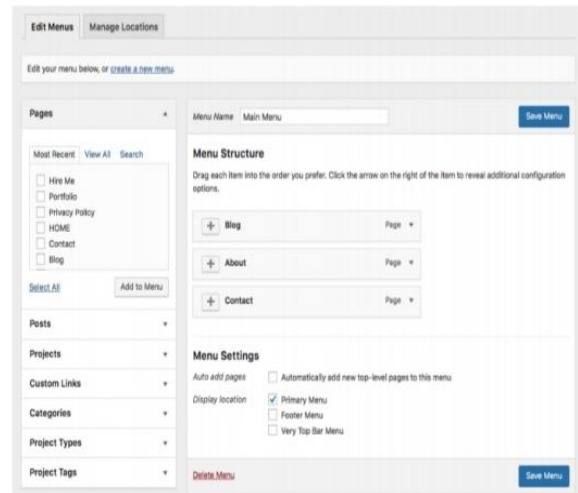 Edit Menus
Manage Locations
Edit your menu below, or create a new menu.
Pages
Most Recent View All Search
Hire Me
Portfolio
Privacy Policy
HOME
Contact
Blog
Select All
Add to Menu
Posts
Projects
Custom Links
Categories
Project Types
Project Tags
Menu Name Main Menu
Save Menu
Menu Structure
Drag each item into the order you prefer. Click the arrow on the right of the item to reveal additional configuration
options.
Blog Page
About Page
Contact Page
Menu Settings
Auto add pages Automatically add new top-level pages to this menu
Display location Primary Menu
Footer Menu
Very Top Bar Menu
Delete Menu
Save Menu